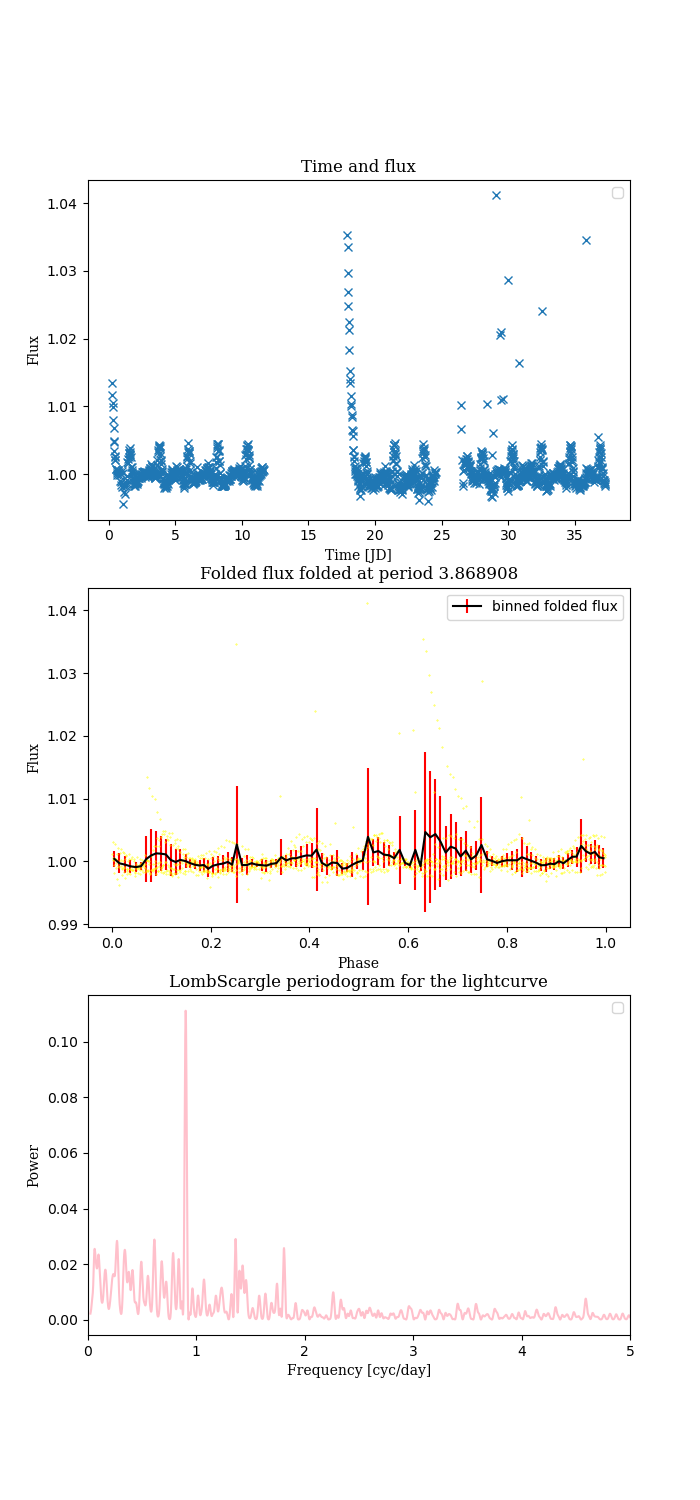 Time and flux
1.04
1.03
1.02
1.01
1.00
Flux
0 5 10 15 20 25 30 35
Time [JD]
Folded flux folded at period 3.868908
binned folded flux
1.04
1.03
1.02
1.01
1.00
0.99
Flux
0.0 0.2 0.4 0.6 0.8 1.0
Phase
LombScargle periodogram for the lightcurve
0.10
0.08
0.06
0.04
0.02
0.00
Power
0 1 2 3 4 5
Frequency [cyc/day]